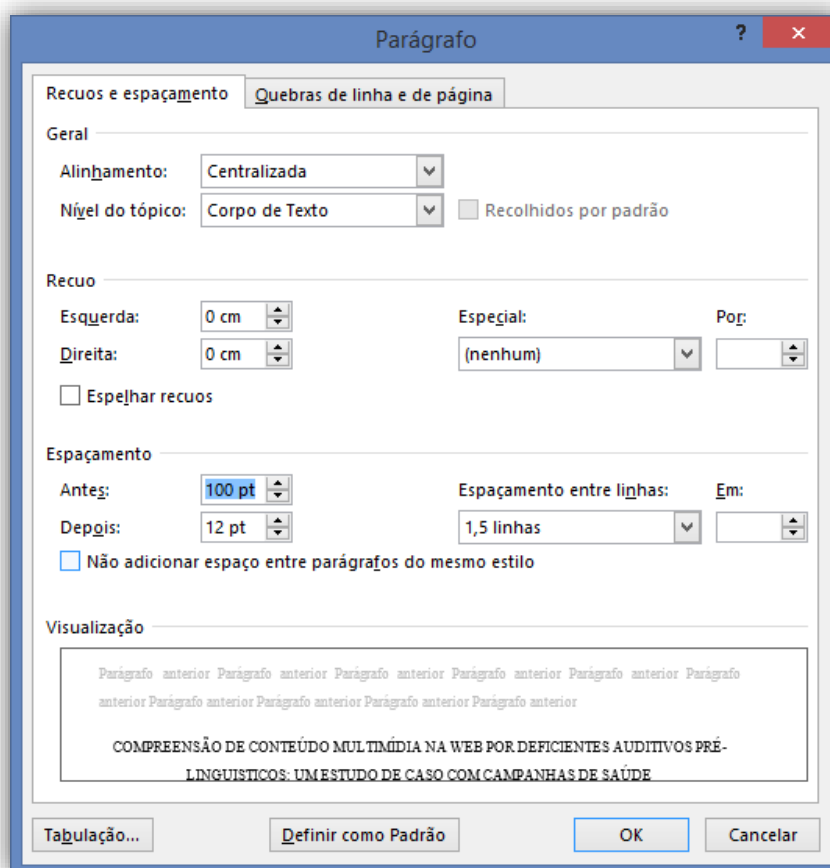 Parágrafo
?
Recuos e espaçamento Quebras de linha e de página
Geral
Alinhamento: Centralizada
Nível do tópico: Corpo de Texto Recolhidos por padrão
Recuo
Esquerda: 0 cm Especial: Por:
Direita: 0 cm (nenhum)
Espelhar recuos
Espaçamento
Antes: 100 pt Espaçamento entre linhas: Em:
Depois: 12 pt 1,5 linhas
Não adicionar espaço entre parágrafos do mesmo estilo
Visualização
Parágrafo anterior Parágrafo anterior Parágrafo anterior Parágrafo anterior Parágrafo anterior Parágrafo
anterior Parágrafo anterior Parágrafo anterior Parágrafo anterior Parágrafo anterior
COMPREENSÃO DE CONTEÚDO MULTIMÍDIA NA WEB POR DEFICIENTES AUDITIVOS PRÉ-
LINGUISTICOS: UM ESTUDO DE CASO COM CAMPANHAS DE SAÚDE
Tabulação... Definir como Padrão OK Cancelar